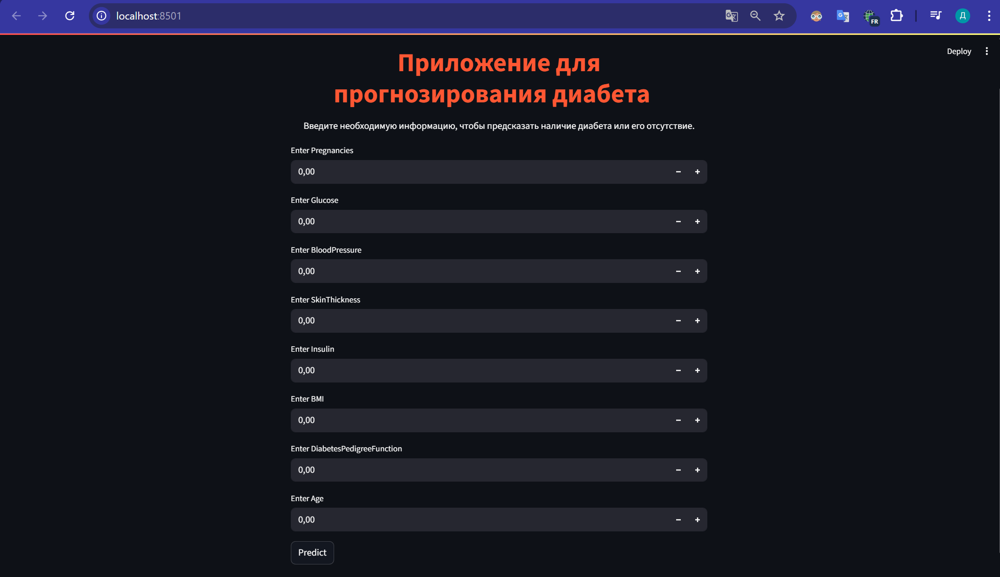 localhost:8501
FR
Д
Deploy
Приложение для
прогнозирования диабета
Введите необходимую информацию, чтобы предсказать наличие диабета или его отсутствие.
Enter Pregnancies
0,00
Enter Glucose
0,00
Enter BloodPressure
0,00
Enter SkinThickness
0,00
Enter Insulin
0,00
Enter BMI
0,00
Enter DiabetesPedigreeFunction
0,00
Enter Age
0,00
Predict